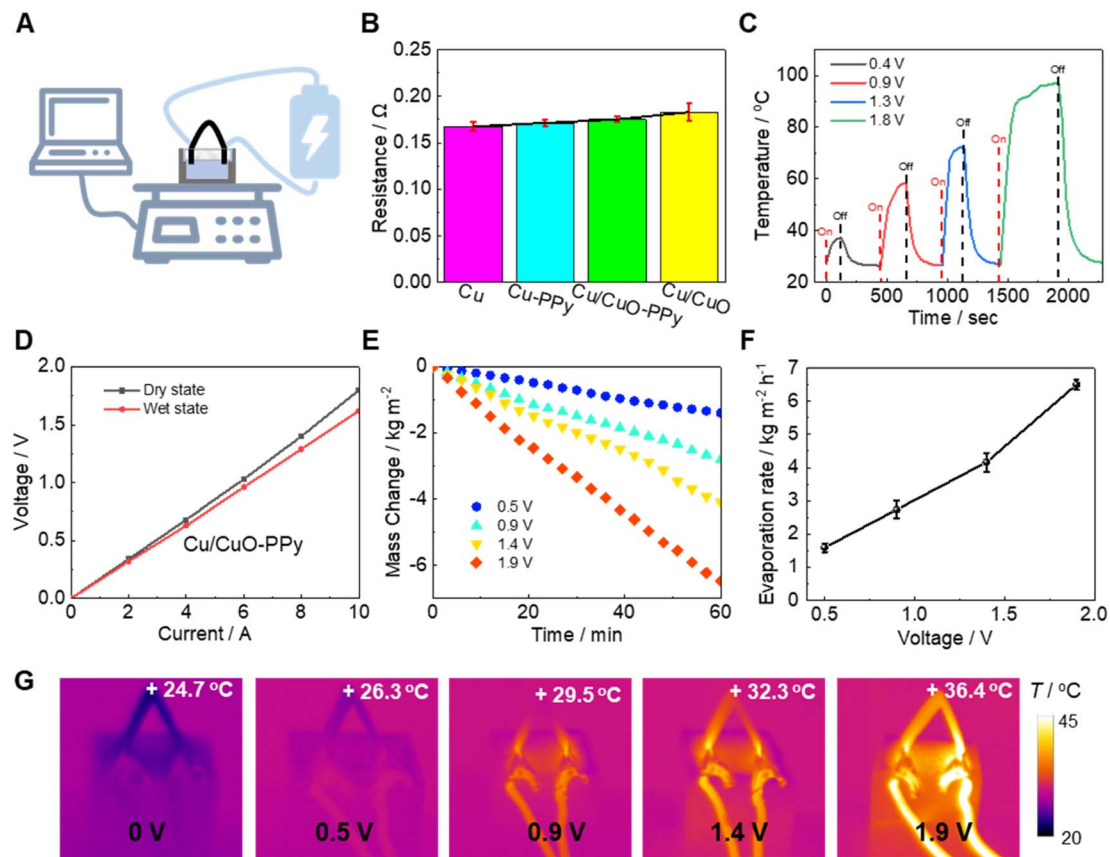 A
B
Resistance / Ω
0.25
0.20
0.15
0.10
0.05
0.00
Cu
Cu-PPy
Cu/CuO-PPy
Cu/CuO
C
Temperature / °C
100
80
60
40
20
0.4 V
0.9 V
1.3 V
1.8 V
On
Off
On
Off
On
Off
On
Off
0
500
1000
1500
2000
Time / sec
D
Voltage / V
2.0
1.5
1.0
0.5
0.0
Dry state
Wet state
Cu/CuO-PPy
0
2
4
6
8
10
Current / A
E
Mass Change / kg m-2
0
-2
-4
-6
0.5 V
0.9 V
1.4 V
1.9 V
0
20
40
60
Time / min
F
Evaporation rate / kg m-2 h-1
7
6
5
4
3
2
1
0
0.5
1.0
1.5
2.0
Voltage / V
G
+ 24.7 °C
0 V
+ 26.3 °C
0.5 V
+ 29.5 °C
0.9 V
+ 32.3 °C
1.4 V
+ 36.4 °C
1.9 V
T / °C
45
20